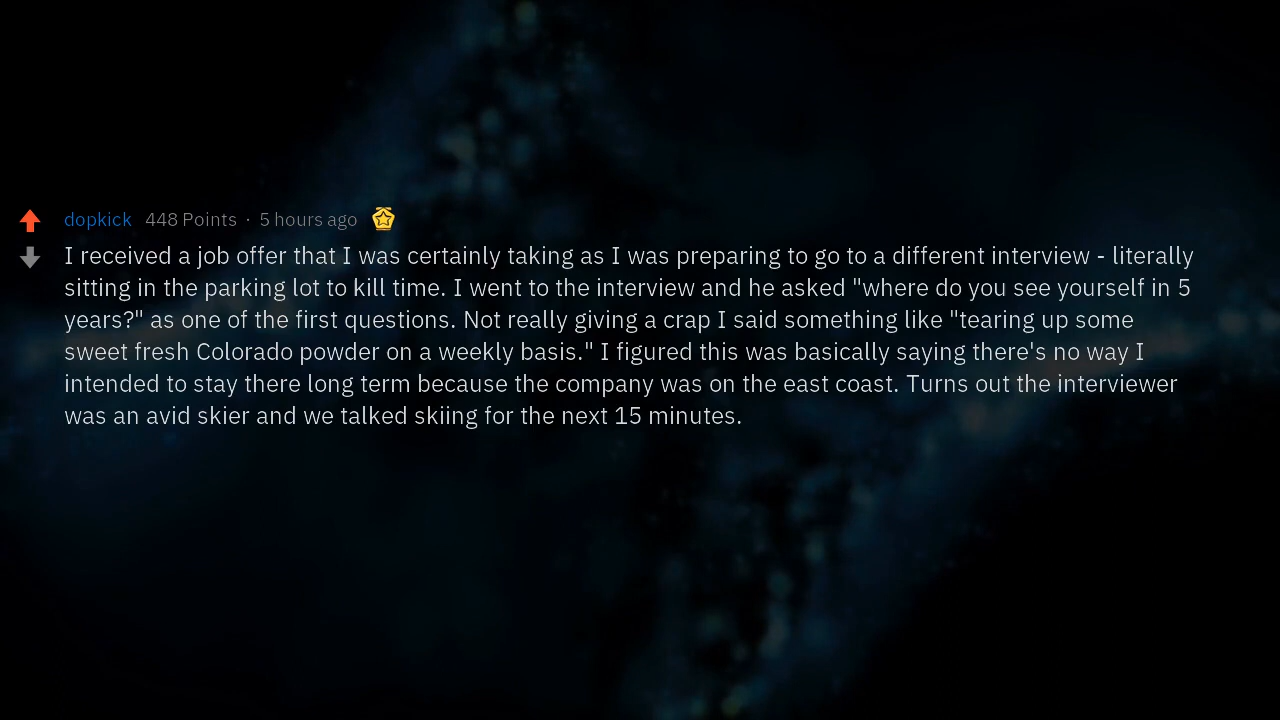 dopkick 448 Points · 5 hours ago
I received a job offer that I was certainly taking as I was preparing to go to a different interview - literally
sitting in the parking lot to kill time. I went to the interview and he asked "where do you see yourself in 5
years?" as one of the first questions. Not really giving a crap I said something like "tearing up some
sweet fresh Colorado powder on a weekly basis." I figured this was basically saying there's no way I
intended to stay there long term because the company was on the east coast. Turns out the interviewer
was an avid skier and we talked skiing for the next 15 minutes.